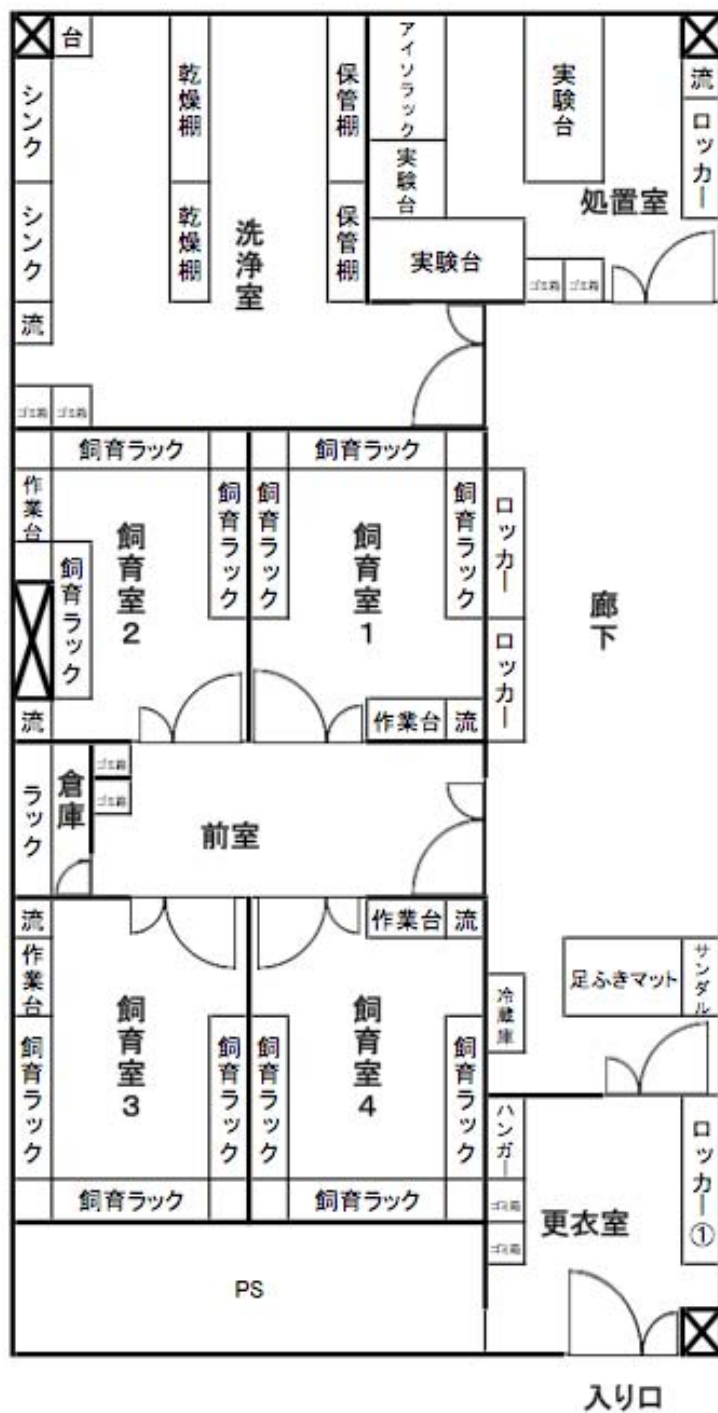 台
シンク
シンク
流
ゴミ箱
ゴミ箱
乾燥棚
乾燥棚
洗浄室
保管棚
保管棚
アイソラック
実験台
実験台
実験台
処置室
流
ロッカー
ゴミ箱
ゴミ箱
飼育ラック
作業台
飼育ラック
飼育室2
飼育ラック
流
飼育ラック
飼育ラック
飼育室1
飼育ラック
作業台
流
ロッカー
ロッカー
廊下
ラック
倉庫
ゴミ箱
ゴミ箱
前室
流
作業台
飼育ラック
飼育室3
飼育ラック
飼育ラック
作業台
流
飼育ラック
飼育室4
飼育ラック
飼育ラック
冷蔵庫
足ふきマット
サンダル
ハンガー
ゴミ箱
ゴミ箱
更衣室
ロッカー①
PS
入り口